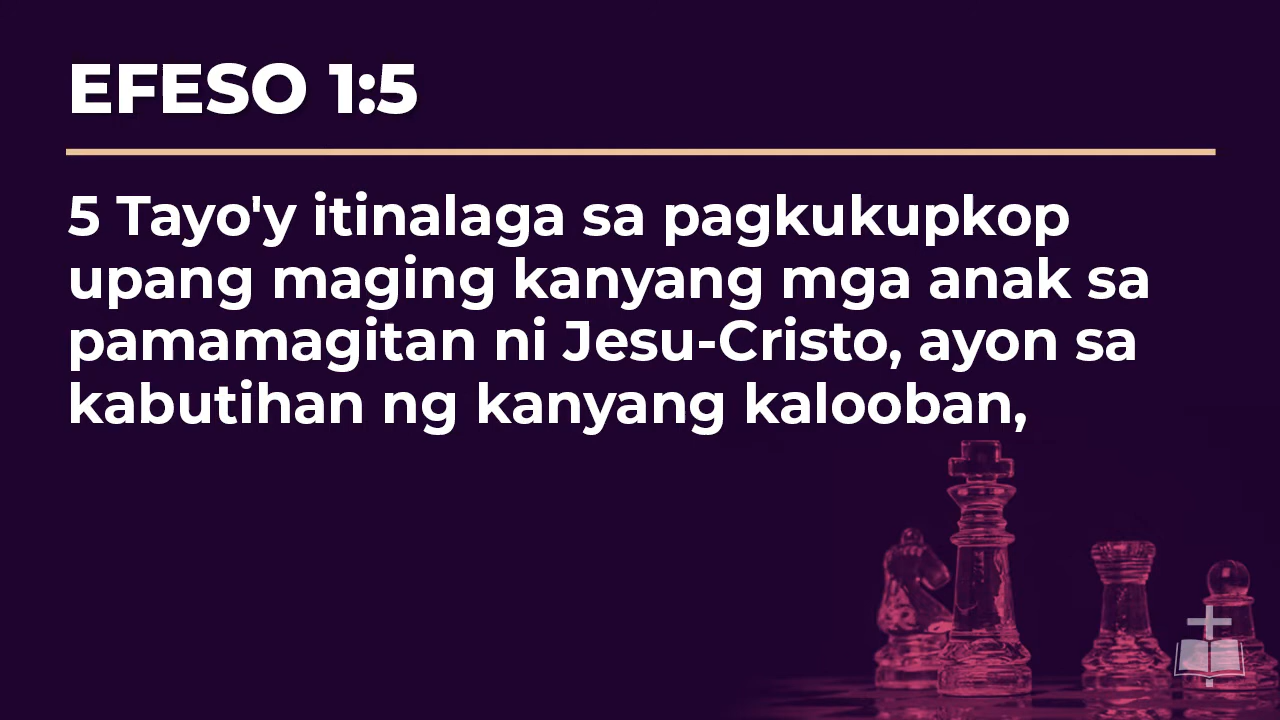 EFESO 1:5
5 Tayo'y itinalaga sa pagkukupkop
upang maging kanyang mga anak sa
pamamagitan ni Jesu-Cristo, ayon sa
kabutihan ng kanyang kalooban,